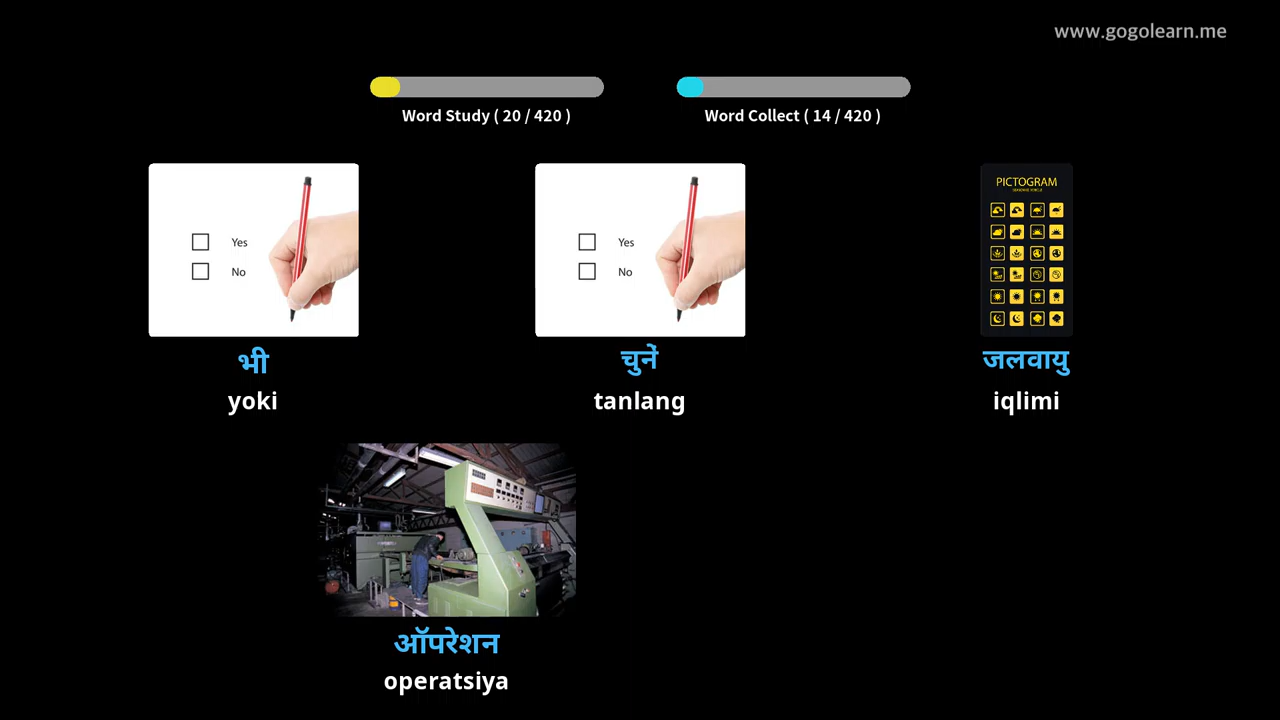 www.gogolearn.me
Word Study ( 20 / 420 )
Word Collect ( 14 / 420 )
Yes
No
Yes
No
PICTOGRAM
भी
चुनें
जलवायु
yoki
tanlang
iqlimi
ऑपरेशन
operatsiya